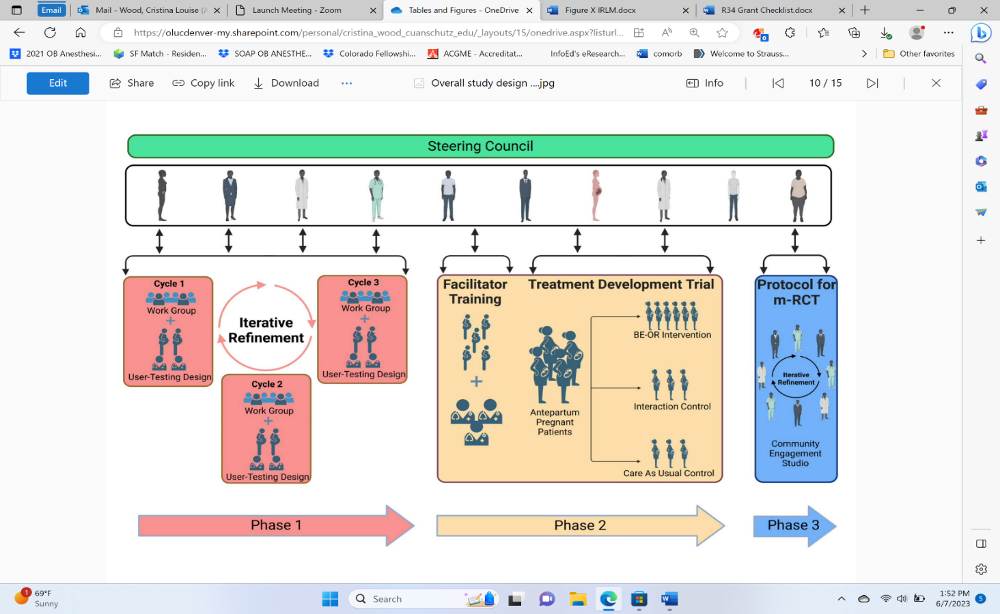 Email
Mail - Wood, Cristina Louise (A
Launch Meeting - Zoom
Tables and Figures - OneDrive
Figure X IRLM.docx
R34 Grant Checklist.docx
https://olucdenver-my.sharepoint.com/personal/cristina_wood_cuanschutz_edu/_layouts/15/onedrive.aspx?listurl...
2021 OB Anesthesi...
SF Match - Residen...
SOAP OB ANESTHE...
Colorado Fellowshi...
ACGME - Accreditat...
InfoEd's eResearch...
comorb
Welcome to Strauss...
Other favorites
Edit
Share
Copy link
Download
...
Overall study design ....jpg
Info
10 / 15
Steering Council
Cycle 1
Work Group
+
User-Testing Design
Iterative
Refinement
Cycle 3
Work Group
+
User-Testing Design
Cycle 2
Work Group
+
User-Testing Design
Facilitator
Training
+
Treatment Development Trial
Antepartum
Pregnant
Patients
BE-OR Intervention
Interaction Control
Care As Usual Control
Protocol for
m-RCT
Iterative
Refinement
Community
Engagement
Studio
Phase 1
Phase 2
Phase 3
1
69°F
Sunny
Search
1:52 PM
6/7/2023
5